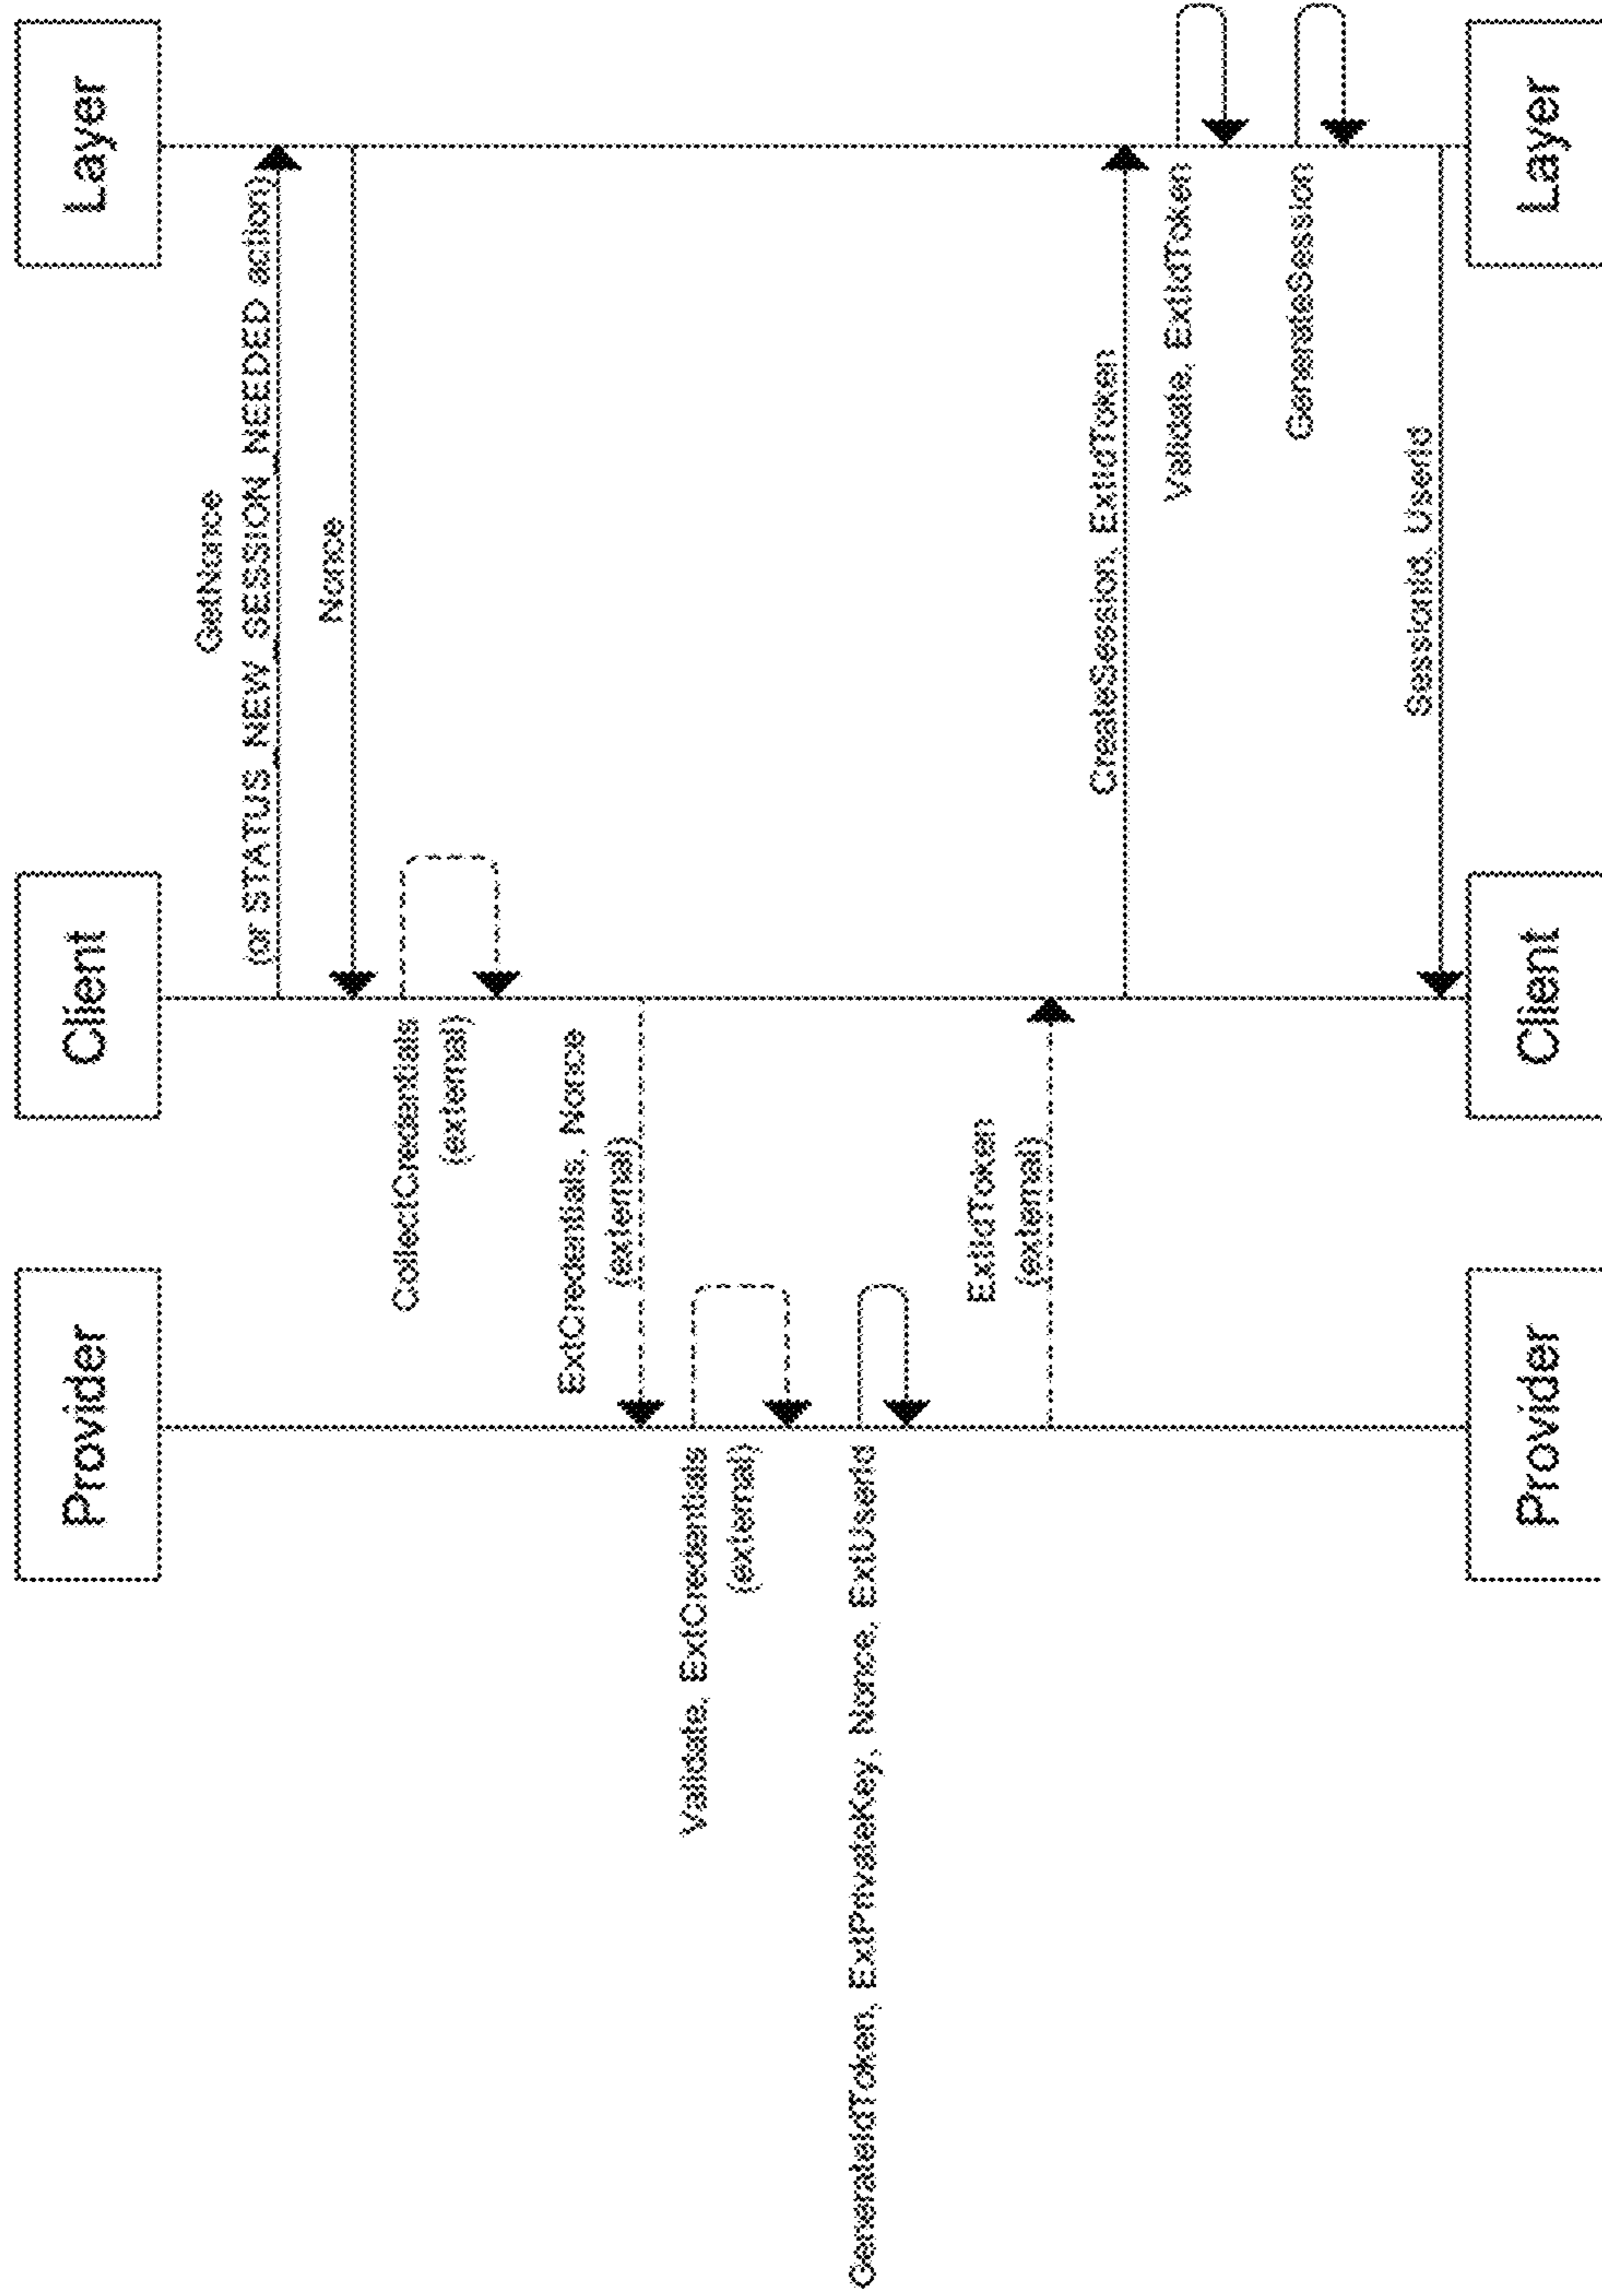 Provider
Client
Layer
GetNonce
(or STATUS_NEW_SESSION_NEEDED action)
Nonce
CollectCredentials
(external)
ExtCredentials, Nonce
(external)
Validate, ExtCredentials
(external)
GenerateIdToken, ExtPrivateKey, Nonce, ExtUserId
ExtIdToken
(external)
CreateSession, ExtIdToken
Validate, ExtIdToken
GenerateSession
SessionId, UserId
Provider
Client
Layer